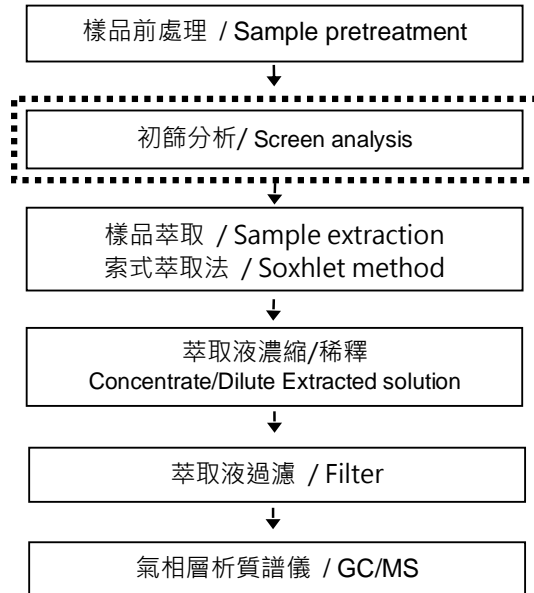 樣品前處理 / Sample pretreatment
初篩分析/ Screen analysis
樣品萃取 / Sample extraction
索式萃取法 / Soxhlet method
萃取液濃縮/稀釋
Concentrate/Dilute Extracted solution
萃取液過濾 / Filter
氣相層析質譜儀 / GC/MS